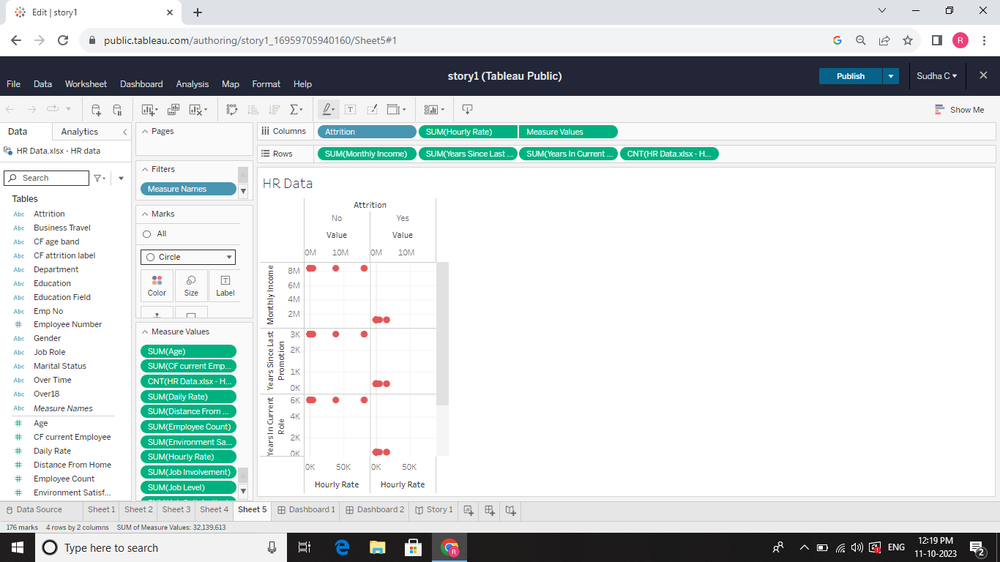 Edit | story1
public.tableau.com/authoring/story1_16959705940160/Sheet5#1
R
story1 (Tableau Public)
Publish
Sudha C
File Data Worksheet Dashboard Analysis Map Format Help
Show Me
Data Analytics
HR Data.xlsx - HR data
Search
Tables
Abc Attrition
Abc Business Travel
Abc CF age band
Abc CF attrition label
Abc Department
Abc Education
Abc Education Field
Abc Emp No
# Employee Number
Abc Gender
Abc Job Role
Abc Marital Status
Abc Over Time
Abc Over18
Abc Measure Names
# Age
# CF current Employee
# Daily Rate
# Distance From Home
# Employee Count
# Environment Satisf...
Pages
Filters
Measure Names
Marks
All
Circle
Color Size Label
Measure Values
SUM(Age)
SUM(CF current Emp...
CNT(HR Data.xlsx - H...
SUM(Daily Rate)
SUM(Distance From ...
SUM(Employee Count)
SUM(Environment Sa...
SUM(Hourly Rate)
SUM(Job Involvement)
SUM(Job Level)
Columns Attrition SUM(Hourly Rate) Measure Values
Rows SUM(Monthly Income) SUM(Years Since Last ... SUM(Years In Current ... CNT(HR Data.xlsx - H...
HR Data
Attrition
No Yes
Value Value
0M 10M 0M 10M
Monthly Income
8M
6M
4M
2M
Years Since Last
Promotion
3K
2K
1K
0K
Years In Current
Role
6K
4K
2K
0K
0K 50K 0K 50K
Hourly Rate Hourly Rate
Data Source Sheet 1 Sheet 2 Sheet 3 Sheet 4 Sheet 5 Dashboard 1 Dashboard 2 Story 1
176 marks 4 rows by 2 columns SUM of Measure Values: 32,139,613
Type here to search
R
ENG
12:19 PM
11-10-2023
2